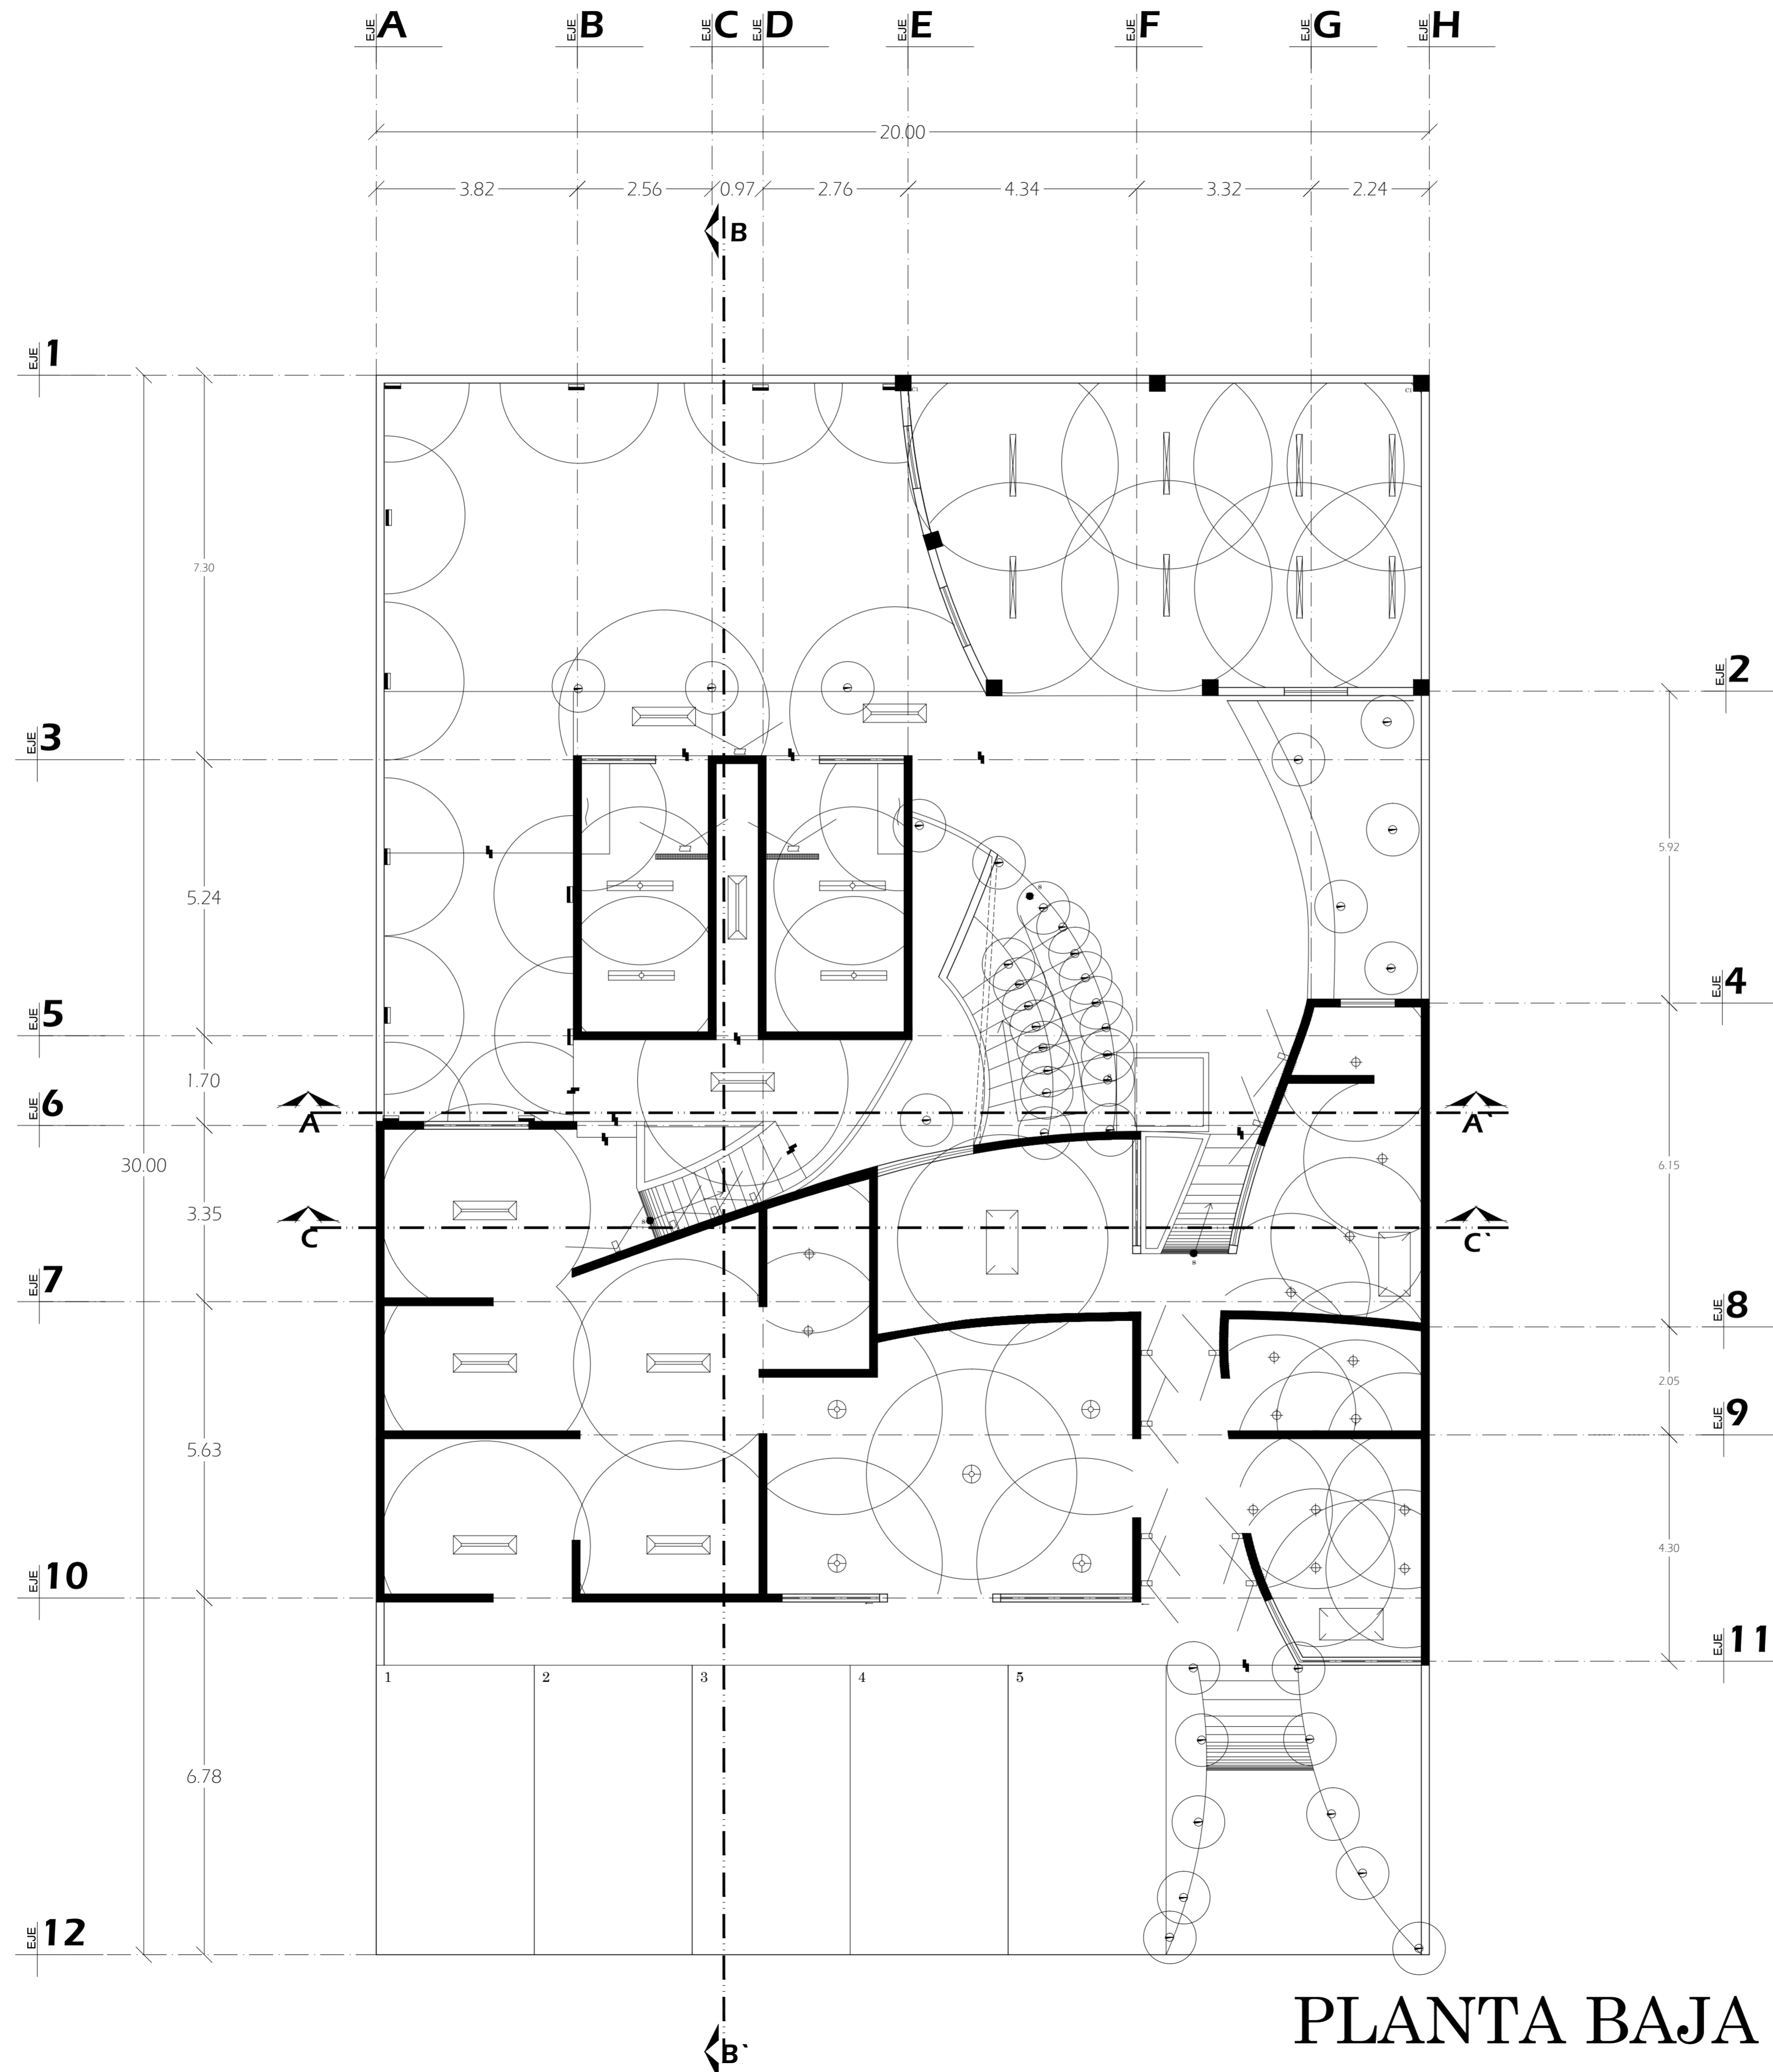 EJE A EJE B EJE C EJE D EJE E EJE F EJE G EJE H
20.00
3.82 2.56 0.97 2.76 4.34 3.32 2.24
B
EJE 1
C1 C1
7.30
EJE 2
EJE 3
5.92
S
5.24
EJE 4
EJE 5
1.70
S
EJE 6
A A`
30.00
6.15
3.35
S
C C`
S
EJE 7
EJE 8
2.05
EJE 9
5.63
4.30
EJE 10
EJE 11
1 2 3 4 5
6.78
EJE 12
PLANTA BAJA
B`